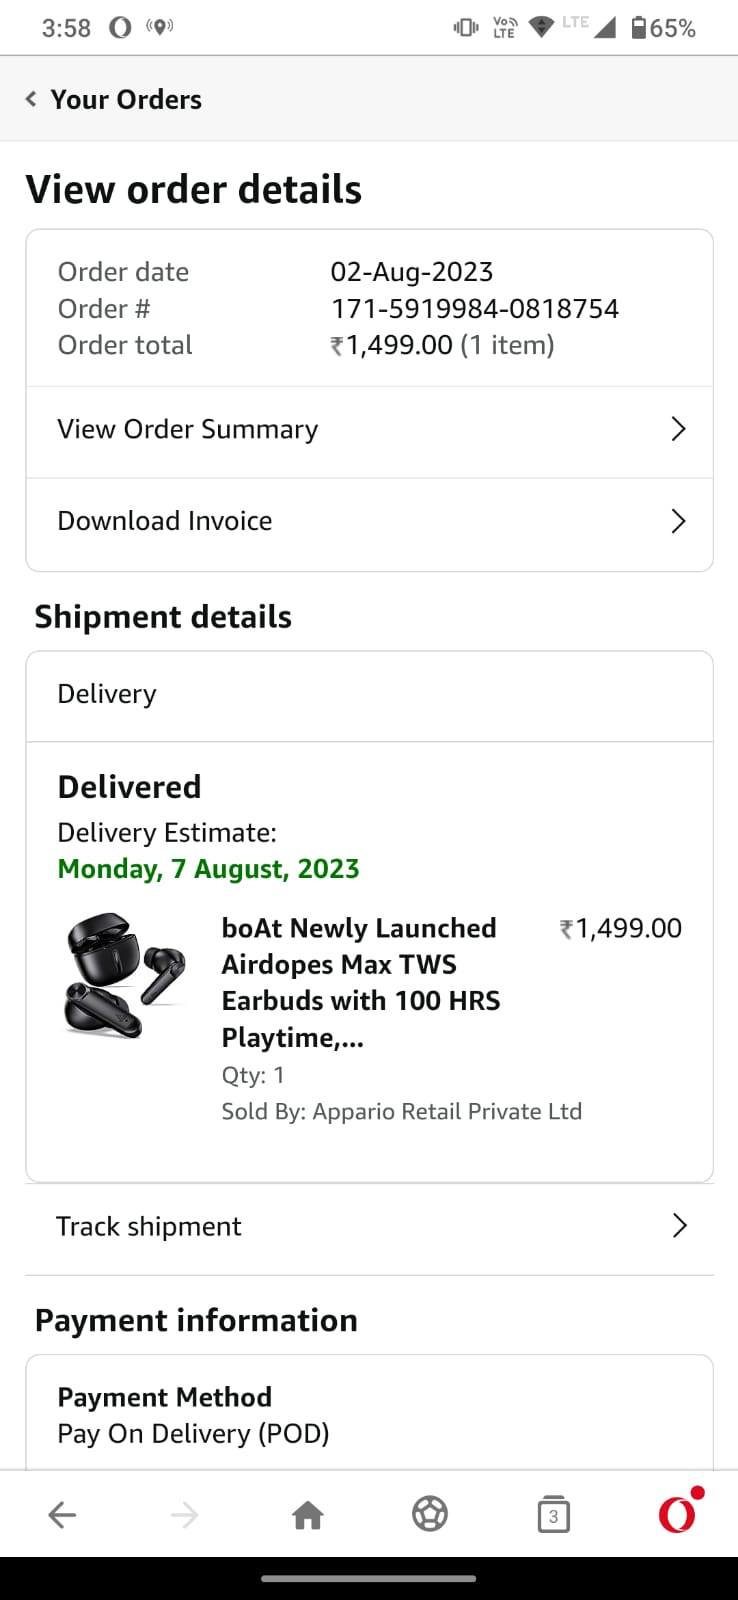 3:58
VoLTE
LTE
65%
Your Orders
View order details
Order date 02-Aug-2023
Order # 171-5919984-0818754
Order total ₹1,499.00 (1 item)
View Order Summary
Download Invoice
Shipment details
Delivery
Delivered
Delivery Estimate:
Monday, 7 August, 2023
boAt Newly Launched ₹1,499.00
Airdopes Max TWS
Earbuds with 100 HRS
Playtime,...
Qty: 1
Sold By: Appario Retail Private Ltd
Track shipment
Payment information
Payment Method
Pay On Delivery (POD)
3